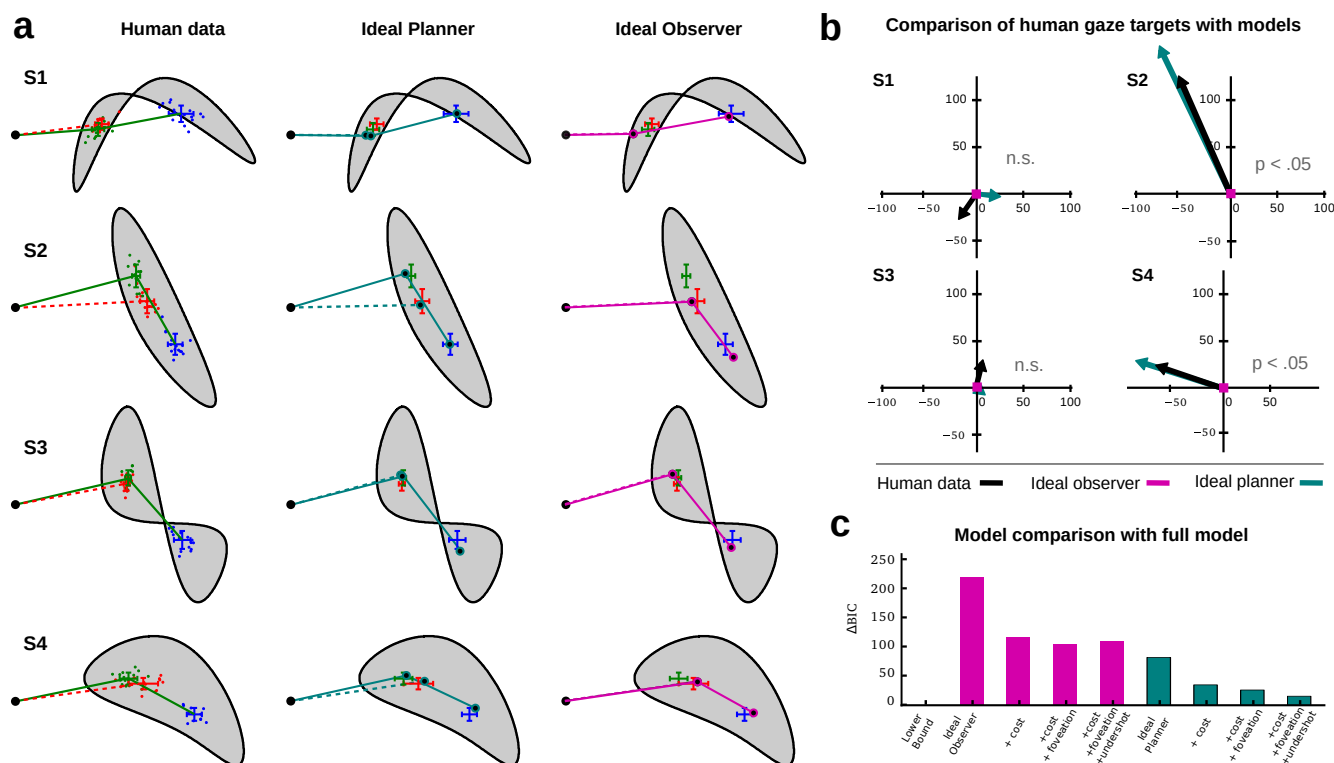 a
Human data
Ideal Planner
Ideal Observer
S1
S2
S3
S4
b
Comparison of human gaze targets with models
S1
100
50
n.s.
−100
−50
0
50
100
−50
S2
100
50
p < .05
−100
−50
0
50
100
−50
S3
100
50
n.s.
−100
−50
0
50
100
−50
S4
100
50
p < .05
−50
0
50
−50
Human data
Ideal observer
Ideal planner
c
Model comparison with full model
ΔBIC
250
200
150
100
50
0
Lower
Bound
Ideal
Observer
+ cost
+cost
+ foveation
+cost
+foveation
+undershot
Ideal
Planner
+ cost
+cost
+ foveation
+cost
+foveation
+undershot